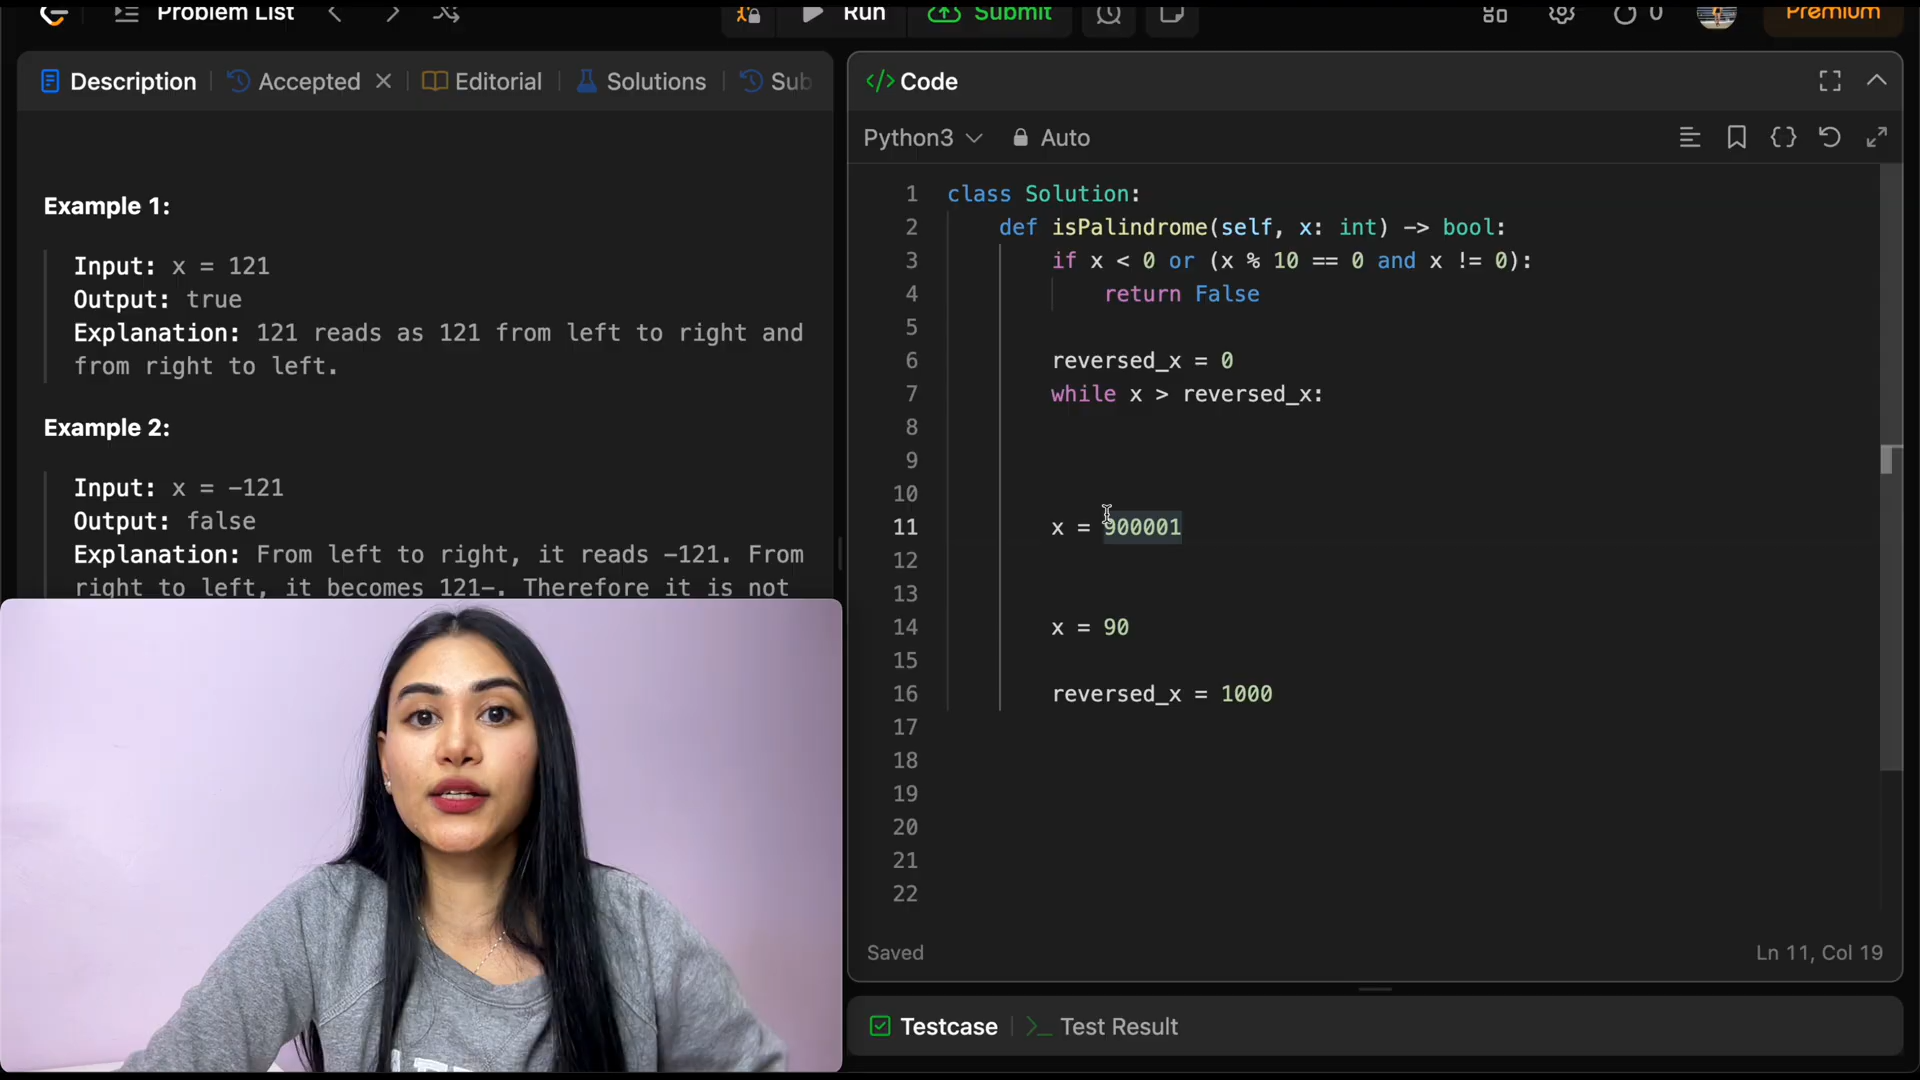 Problem List
Run
Submit
0
Premium
Description
Accepted
Editorial
Solutions
Sub
Example 1:
Input: x = 121
Output: true
Explanation: 121 reads as 121 from left to right and
from right to left.
Example 2:
Input: x = -121
Output: false
Explanation: From left to right, it reads -121. From
right to left, it becomes 121-. Therefore it is not
</> Code
Python3
Auto
1 class Solution:
2 def isPalindrome(self, x: int) -> bool:
3 if x < 0 or (x % 10 == 0 and x != 0):
4 return False
5
6 reversed_x = 0
7 while x > reversed_x:
8
9
10
11 x = 900001
12
13
14 x = 90
15
16 reversed_x = 1000
17
18
19
20
21
22
Saved
Ln 11, Col 19
Testcase
Test Result